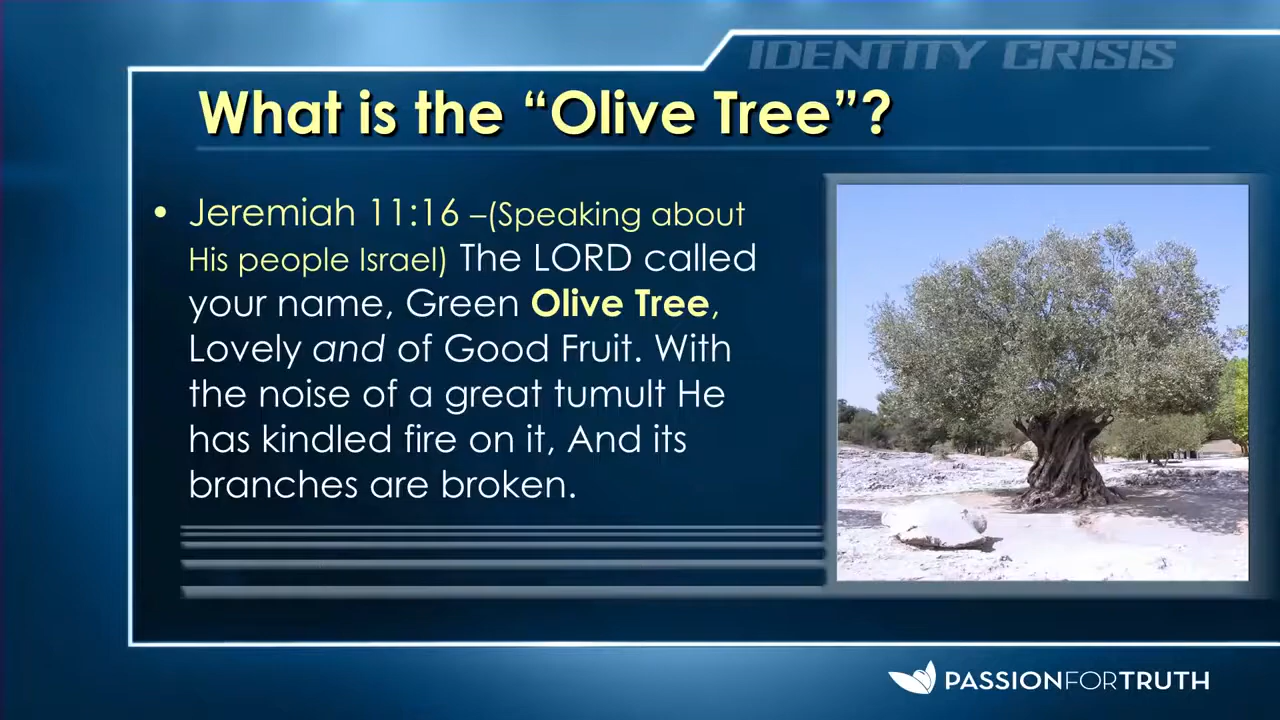 IDENTITY CRISIS
What is the “Olive Tree”?
• Jeremiah 11:16 –(Speaking about
His people Israel) The LORD called
your name, Green Olive Tree,
Lovely and of Good Fruit. With
the noise of a great tumult He
has kindled fire on it, And its
branches are broken.
PASSIONFORTRUTH